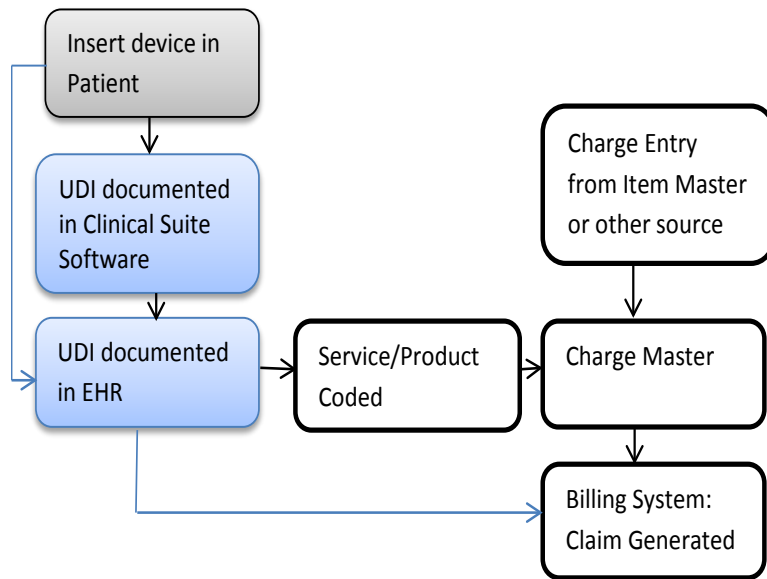 Insert device in
Patient
UDI documented
in Clinical Suite
Software
Charge Entry
from Item Master
or other source
UDI documented
in EHR
Service/Product
Coded
Charge Master
Billing System:
Claim Generated